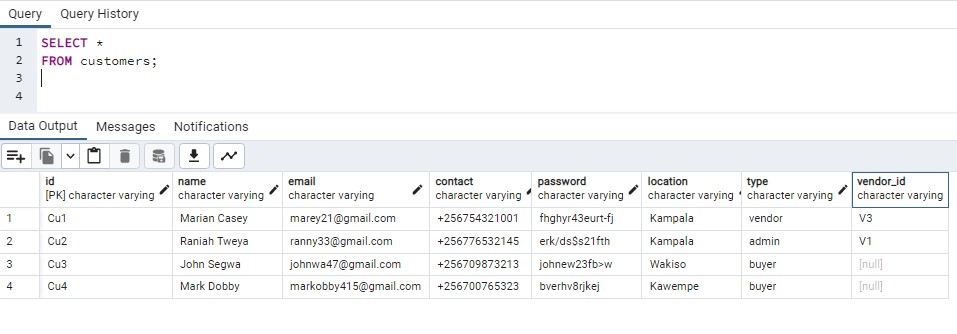 Query Query History
1 SELECT *
2 FROM customers;
3
4
Data Output Messages Notifications
id name email contact password location type vendor_id
[PK] character varying character varying character varying character varying character varying character varying character varying character varying
1 Cu1 Marian Casey marey21@gmail.com +256754321001 fhghyr43eurt-fj Kampala vendor V3
2 Cu2 Raniah Tweya ranny33@gmail.com +256776532145 erk/ds$s21fth Kampala admin V1
3 Cu3 John Segwa johnwa47@gmail.com +256709873213 johnew23fb>w Wakiso buyer [null]
4 Cu4 Mark Dobby markobby415@gmail.com +256700765323 bverhv8rjkej Kawempe buyer [null]